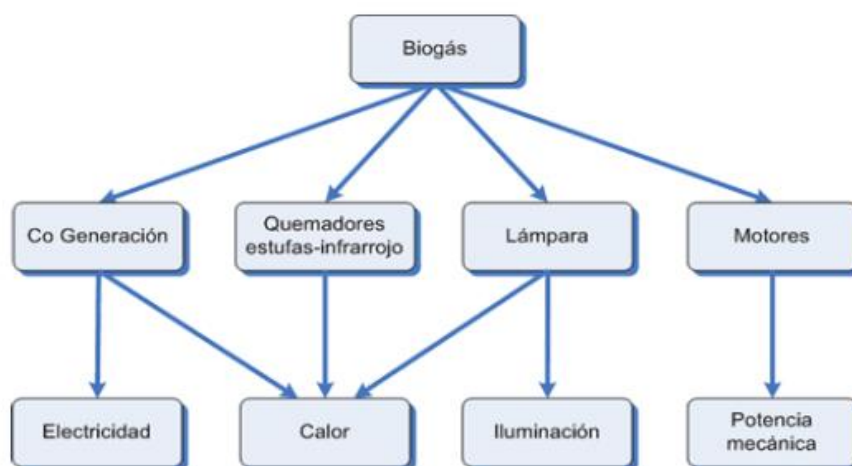 Biogás
Co Generación
Quemadores
estufas-infrarrojo
Lámpara
Motores
Electricidad
Calor
Iluminación
Potencia
mecánica